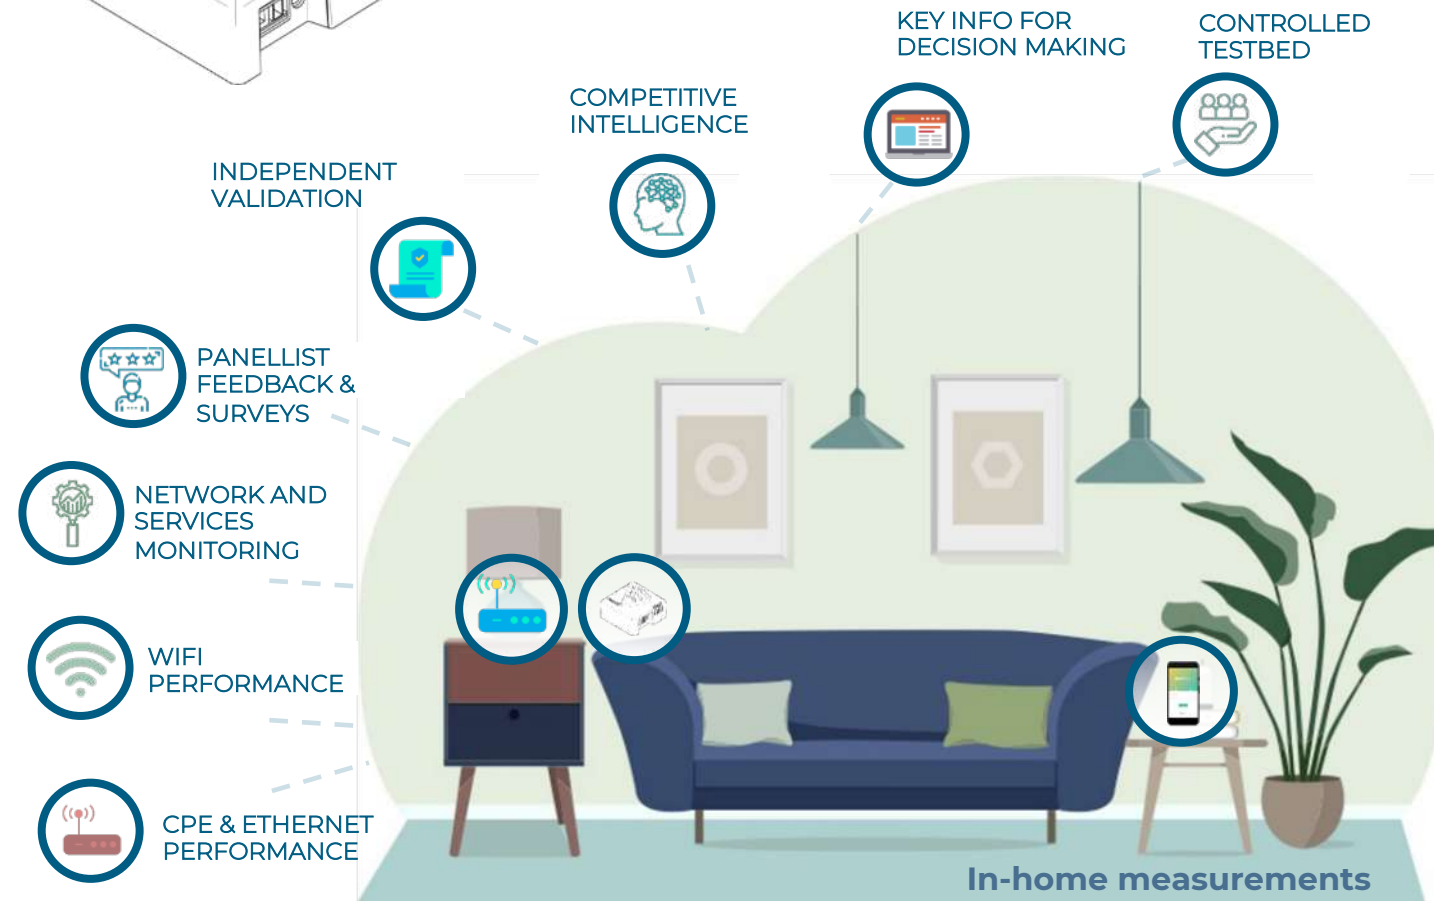 KEY INFO FOR
DECISION MAKING
CONTROLLED
TESTBED
COMPETITIVE
INTELLIGENCE
INDEPENDENT
VALIDATION
PANELLIST
FEEDBACK &
SURVEYS
NETWORK AND
SERVICES
MONITORING
WIFI
PERFORMANCE
CPE & ETHERNET
PERFORMANCE
In-home measurements